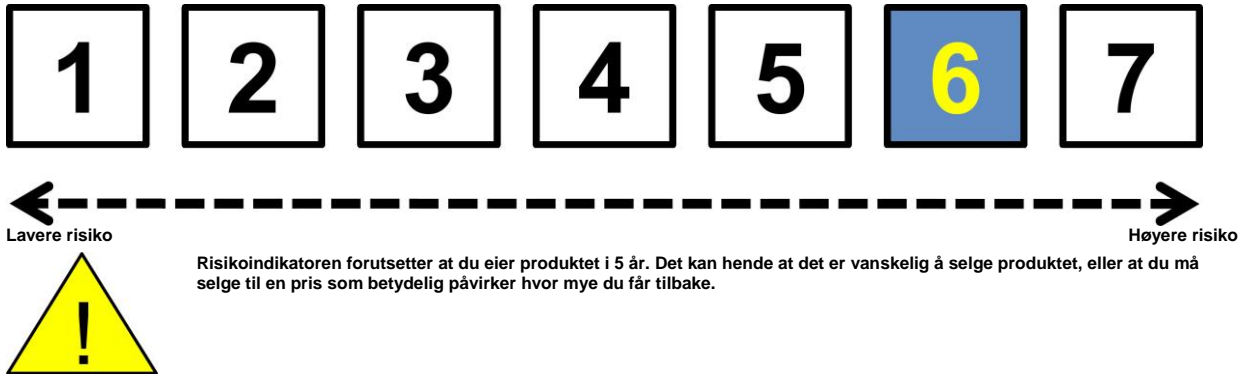 1 2 3 4 5 6 7
Lavere risiko Høyere risiko
Risikoindikatoren forutsetter at du eier produktet i 5 år. Det kan hende at det er vanskelig å selge produktet, eller at du må
selge til en pris som betydelig påvirker hvor mye du får tilbake.
!